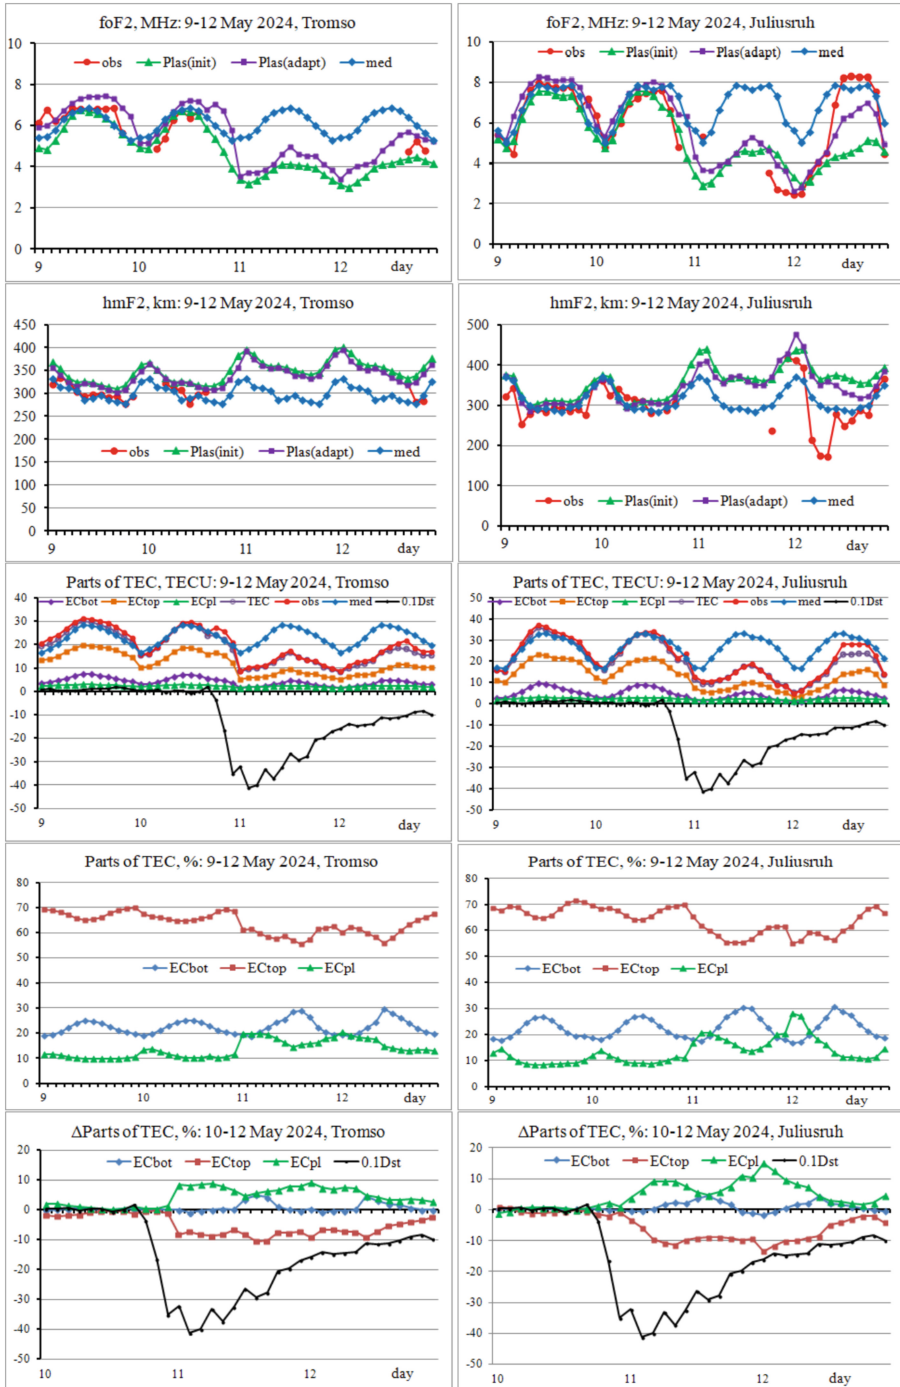 foF2, MHz: 9-12 May 2024, Tromso
10
obs Plas(init) Plas(adapt) med
8
6
4
2
0
9 10 11 12 day
foF2, MHz: 9-12 May 2024, Juliusruh
10
obs Plas(init) Plas(adapt) med
8
6
4
2
0
9 10 11 12 day
hmF2, km: 9-12 May 2024, Tromso
450
400
350
300
250
200
obs Plas(init) Plas(adapt) med
150
100
50
0
9 10 11 12 day
hmF2, km: 9-12 May 2024, Juliusruh
500
400
300
200
100
obs Plas(init) Plas(adapt) med
0
9 10 11 12 day
Parts of TEC, TECU: 9-12 May 2024, Tromso
40
ECbot ECtop ECpl TEC obs med 0.1Dst
30
20
10
0
-10
-20
-30
-40
-50
9 10 11 12 day
Parts of TEC, TECU: 9-12 May 2024, Juliusruh
50
ECbot ECtop ECpl TEC obs med 0.1Dst
40
30
20
10
0
-10
-20
-30
-40
-50
9 10 11 12 day
Parts of TEC, %: 9-12 May 2024, Tromso
80
70
60
50
ECbot ECtop ECpl
40
30
20
10
0
9 10 11 12 day
Parts of TEC, %: 9-12 May 2024, Juliusruh
80
70
60
50
ECbot ECtop ECpl
40
30
20
10
0
9 10 11 12 day
ΔParts of TEC, %: 10-12 May 2024, Tromso
20
ECbot ECtop ECpl 0.1Dst
10
0
-10
-20
-30
-40
-50
10 11 12 day
ΔParts of TEC, %: 10-12 May 2024, Juliusruh
20
ECbot ECtop ECpl 0.1Dst
10
0
-10
-20
-30
-40
-50
10 11 12 day